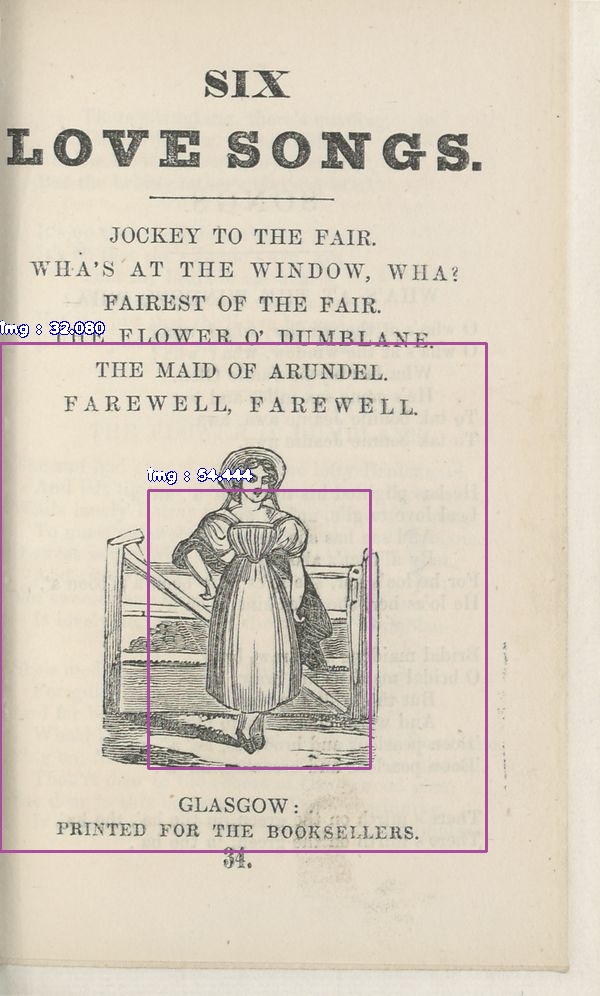 SIX
LOVE SONGS.
JOCKEY TO THE FAIR.
WHA'S AT THE WINDOW, WHA?
FAIREST OF THE FAIR.
THE FLOWER O' DUMBLANE.
THE MAID OF ARUNDEL.
FAREWELL, FAREWELL.
img : 32.080
img : 54.444
GLASGOW:
PRINTED FOR THE BOOKSELLERS.
34.